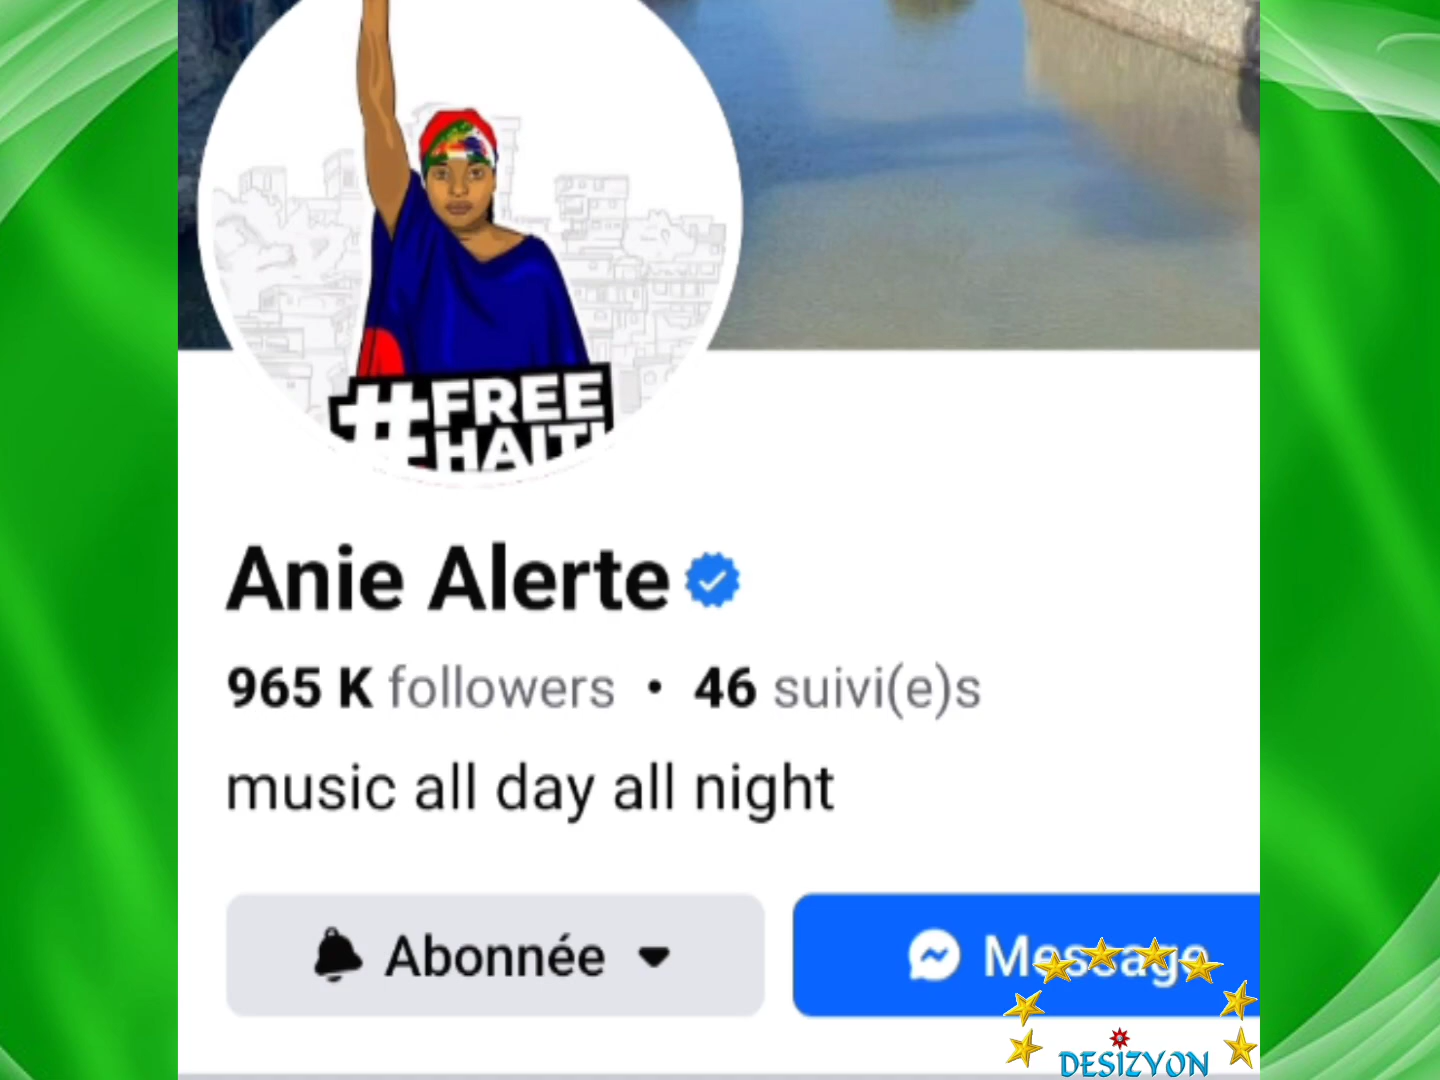 #FREE
HAITI
Anie Alerte
965 K followers • 46 suivi(e)s
music all day all night
Abonnée
Message
DESIZYON